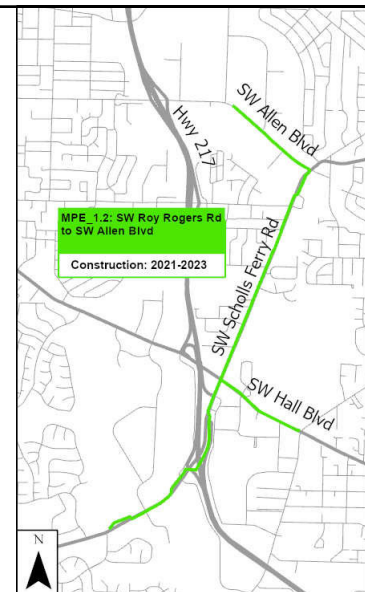 SW Allen Blvd
Hwy 217
MPE_1.2: SW Roy Rogers Rd
to SW Allen Blvd
Construction: 2021-2023
SW Scholls Ferry Rd
SW Hall Blvd
N